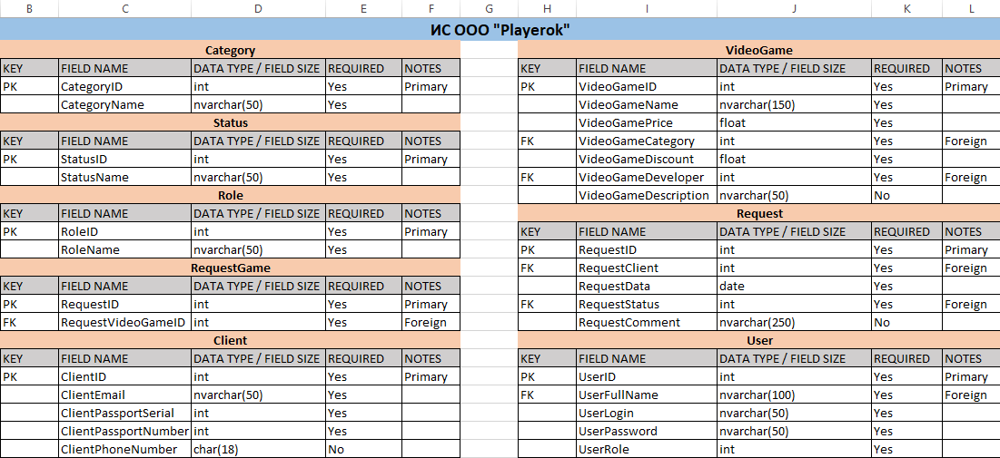 B C D E F G H I J K L
ИС ООО "Playerok"
Category
KEY FIELD NAME DATA TYPE / FIELD SIZE REQUIRED NOTES
PK CategoryID int Yes Primary
CategoryName nvarchar(50) Yes
Status
KEY FIELD NAME DATA TYPE / FIELD SIZE REQUIRED NOTES
PK StatusID int Yes Primary
StatusName nvarchar(50) Yes
Role
KEY FIELD NAME DATA TYPE / FIELD SIZE REQUIRED NOTES
PK RoleID int Yes Primary
RoleName nvarchar(50) Yes
RequestGame
KEY FIELD NAME DATA TYPE / FIELD SIZE REQUIRED NOTES
PK RequestID int Yes Primary
FK RequestVideoGameID int Yes Foreign
Client
KEY FIELD NAME DATA TYPE / FIELD SIZE REQUIRED NOTES
PK ClientID int Yes Primary
ClientEmail nvarchar(50) Yes
ClientPassportSerial int Yes
ClientPassportNumber int Yes
ClientPhoneNumber char(18) No
VideoGame
KEY FIELD NAME DATA TYPE / FIELD SIZE REQUIRED NOTES
PK VideoGameID int Yes Primary
VideoGameName nvarchar(150) Yes
VideoGamePrice float Yes
FK VideoGameCategory int Yes Foreign
VideoGameDiscount float Yes
FK VideoGameDeveloper int Yes Foreign
VideoGameDescription nvarchar(50) No
Request
KEY FIELD NAME DATA TYPE / FIELD SIZE REQUIRED NOTES
PK RequestID int Yes Primary
FK RequestClient int Yes Foreign
RequestData date Yes
FK RequestStatus int Yes Foreign
RequestComment nvarchar(250) No
User
KEY FIELD NAME DATA TYPE / FIELD SIZE REQUIRED NOTES
PK UserID int Yes Primary
FK UserFullName nvarchar(100) Yes Foreign
UserLogin nvarchar(50) Yes
UserPassword nvarchar(50) Yes
UserRole int Yes